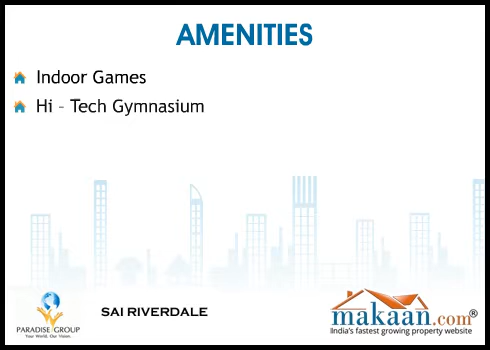 AMENITIES
Indoor Games
Hi - Tech Gymnasium
PARADISE GROUP
Your World. Our Vision.
SAI RIVERDALE
makaan.com®
India's fastest growing property website